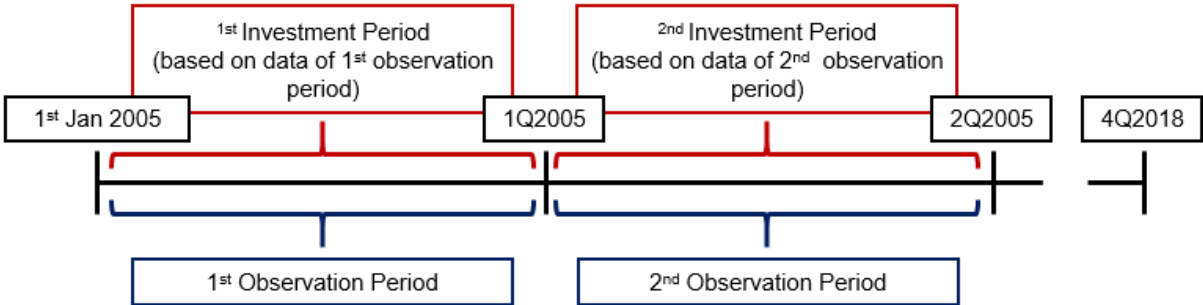 1st Investment Period
(based on data of 1st observation
period)
2nd Investment Period
(based on data of 2nd observation
period)
1st Jan 2005
1Q2005
2Q2005
4Q2018
1st Observation Period
2nd Observation Period